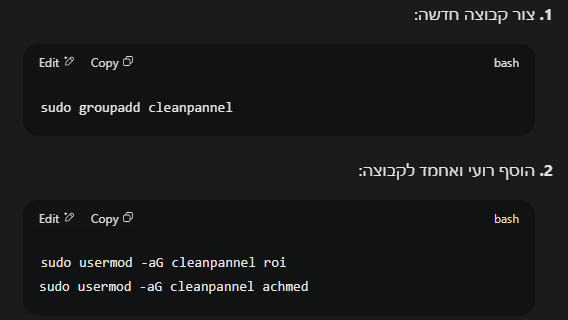 1. צור קבוצה חדשה:
Edit Copy bash
sudo groupadd cleanpannel
2. הוסף רועי ואחמד לקבוצה:
Edit Copy bash
sudo usermod -aG cleanpannel roi
sudo usermod -aG cleanpannel achmed